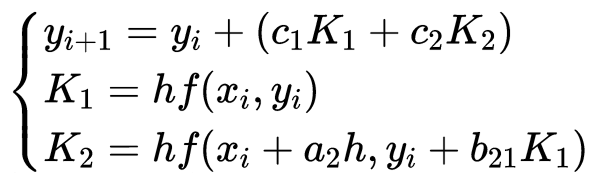 y_{i+1} = y_i + (c_1K_1 + c_2K_2)
K_1 = hf(x_i, y_i)
K_2 = hf(x_i + a_2h, y_i + b_{21}K_1)